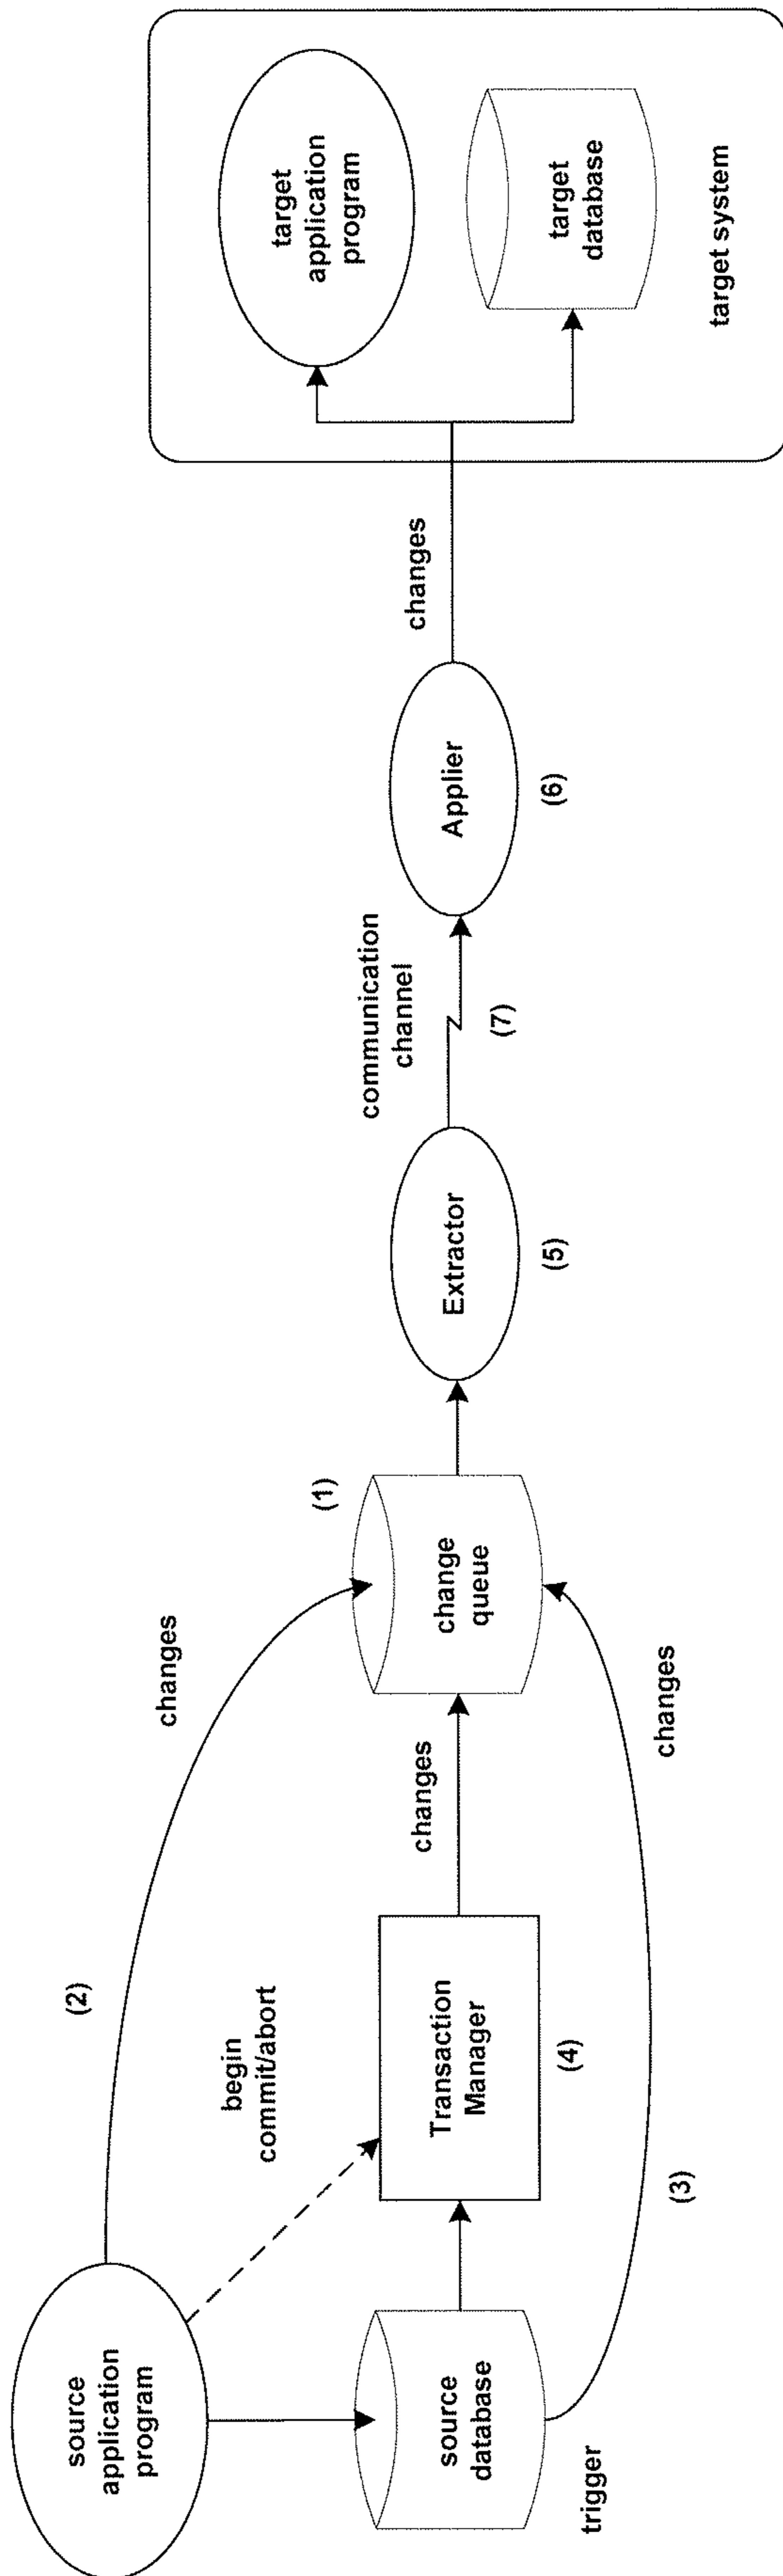 source
application
program
(2)
changes
begin
commit/abort
source
database
trigger
Transaction
Manager
(4)
changes
(3)
changes
(1)
change
queue
Extractor
(5)
communication
channel
(7)
Applier
(6)
changes
target
application
program
target
database
target system